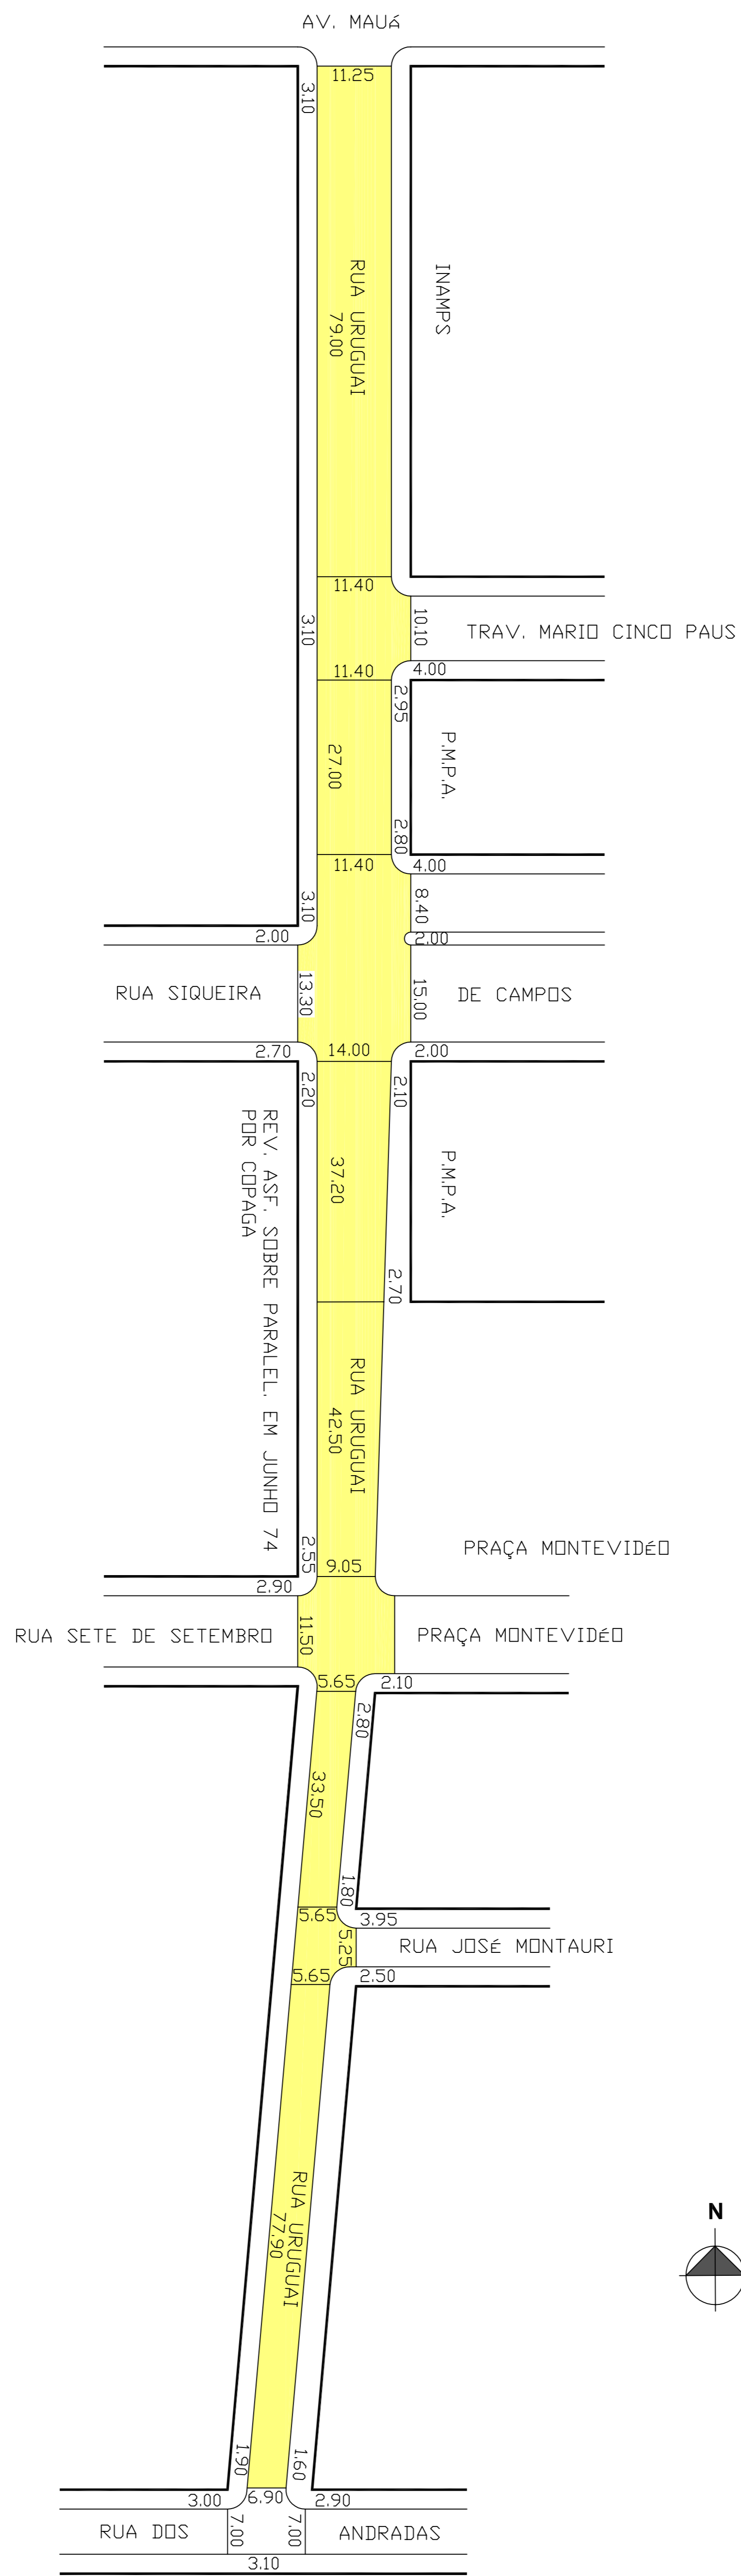 AV. MAUá
11.25
3.10
RUA URUGUAI
79.00
INAMPS
11.40
3.10
10.10
TRAV. MARIO CINCO PAUS
11.40
4.00
2.95
27.00
P.M.P.A.
2.80
11.40
4.00
3.10
8.40
2.00
2.00
RUA SIQUEIRA
13.30
15.00
DE CAMPOS
2.70
14.00
2.00
2.20
2.10
REV. ASF. SOBRE PARALEL. EM JUNHO 74
POR COPAGA
37.20
P.M.P.A.
2.70
RUA URUGUAI
42.50
PRAÇA MONTEVIDéO
2.55
9.05
2.90
RUA SETE DE SETEMBRO
11.50
PRAÇA MONTEVIDéO
5.65
2.10
2.80
33.50
1.80
5.65
3.95
5.25
RUA JOSé MONTAURI
5.65
2.50
RUA URUGUAI
77.90
N
1.90
1.60
3.00
6.90
2.90
RUA DOS
7.00
7.00
ANDRADAS
3.10